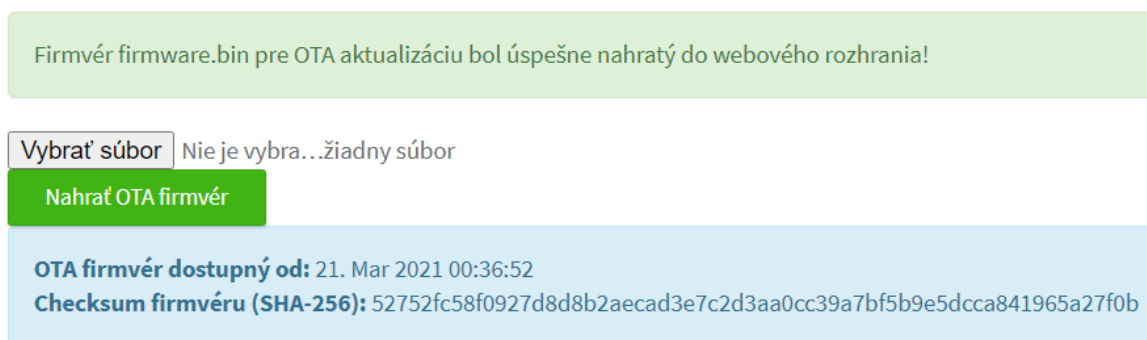 Firmvér firmware.bin pre OTA aktualizáciu bol úspešne nahratý do webového rozhrania!
Vybrať súbor Nie je vybra…žiadny súbor
Nahrať OTA firmvér
OTA firmvér dostupný od: 21. Mar 2021 00:36:52
Checksum firmvéru (SHA-256): 52752fc58f0927d8d8b2aecad3e7c2d3aa0cc39a7bf5b9e5dcca841965a27f0b